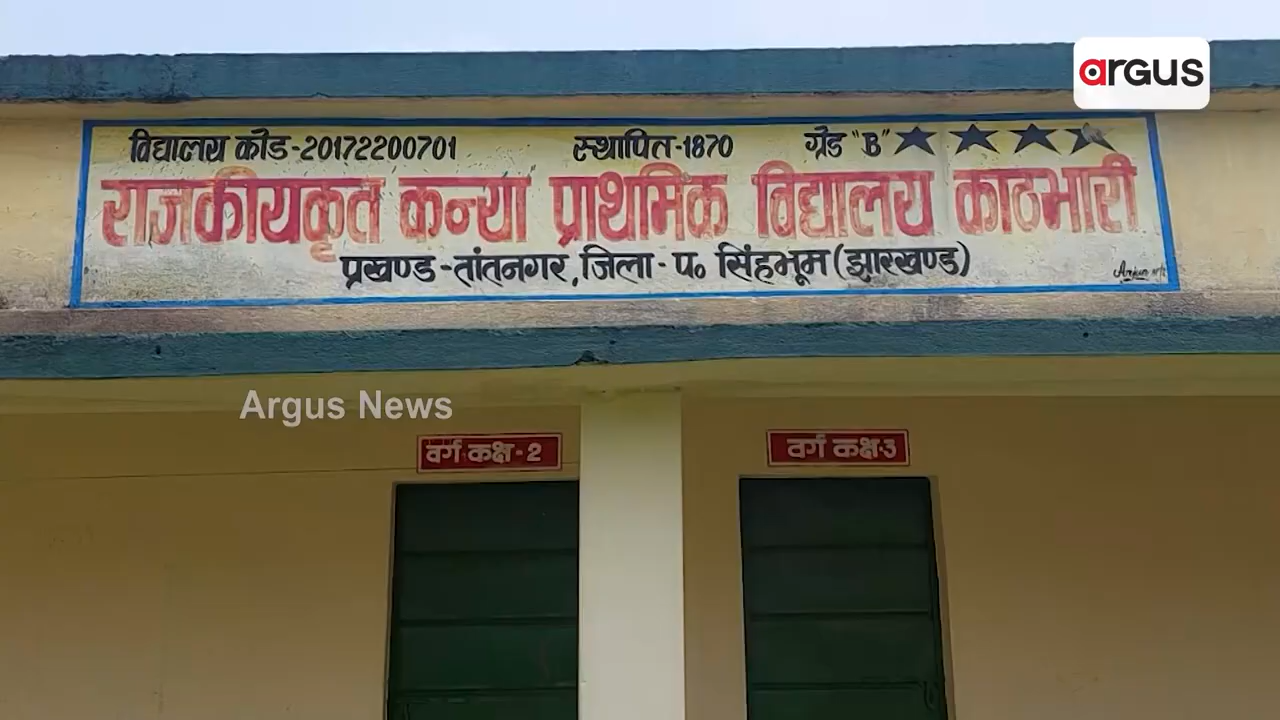 argus
विद्यालय कोड-20172200701 स्थापित-1870 ग्रेड "B" ★ ★ ★ ★
राजकीयकृत कन्या प्राथमिक विद्यालय काठभारी
प्रखण्ड-तांतनगर, जिला-प० सिंहभूम (झारखण्ड)
Argus News
वर्ग कक्ष-2
वर्ग कक्ष-3